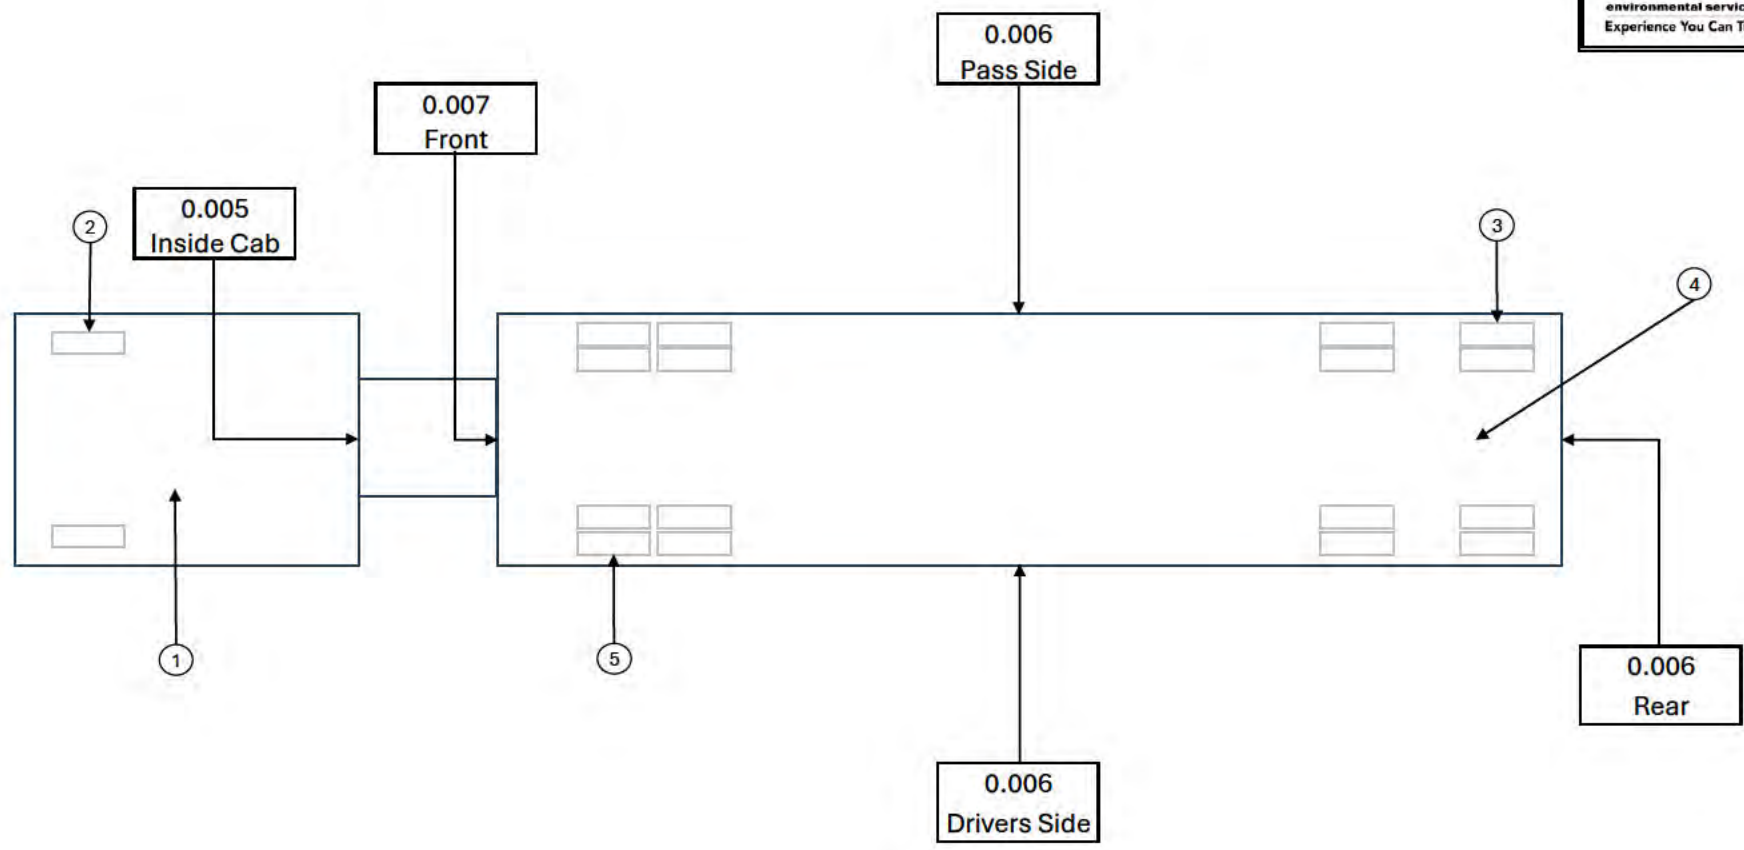 environmental
Experience You Can
0.006
Pass Side
0.007
Front
0.005
Inside Cab
2
3
4
1
5
0.006
Rear
0.006
Drivers Side